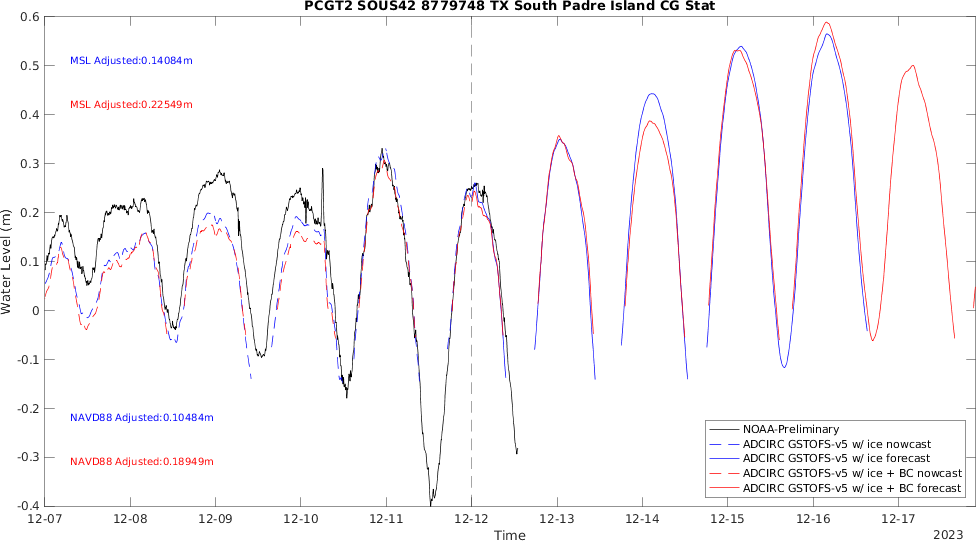 PCGT2 SOUS42 8779748 TX South Padre Island CG Stat
0.6
0.5
0.4
0.3
0.2
0.1
0
-0.1
-0.2
-0.3
-0.4
Water Level (m)
MSL Adjusted:0.14084m
MSL Adjusted:0.22549m
NAVD88 Adjusted:0.10484m
NAVD88 Adjusted:0.18949m
NOAA-Preliminary
ADCIRC GSTOFS-v5 w/ ice nowcast
ADCIRC GSTOFS-v5 w/ ice forecast
ADCIRC GSTOFS-v5 w/ ice + BC nowcast
ADCIRC GSTOFS-v5 w/ ice + BC forecast
12-07 12-08 12-09 12-10 12-11 12-12 12-13 12-14 12-15 12-16 12-17
Time
2023